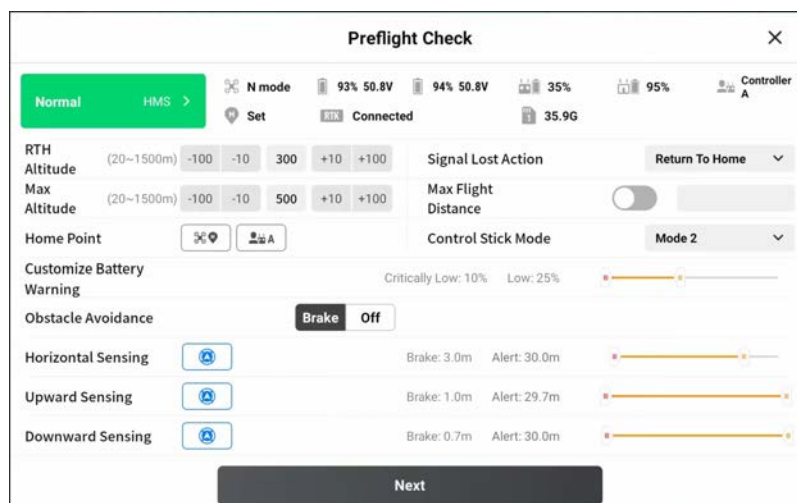 Preflight Check
Normal HMS >
N mode 93% 50.8V 94% 50.8V 35% 95% Controller A
Set RTK Connected 35.9G
RTH Altitude (20~1500m) -100 -10 300 +10 +100 Signal Lost Action Return To Home
Max Altitude (20~1500m) -100 -10 500 +10 +100 Max Flight Distance
Home Point A Control Stick Mode Mode 2
Customize Battery Warning Critically Low: 10% Low: 25%
Obstacle Avoidance Brake Off
Horizontal Sensing Brake: 3.0m Alert: 30.0m
Upward Sensing Brake: 1.0m Alert: 29.7m
Downward Sensing Brake: 0.7m Alert: 30.0m
Next